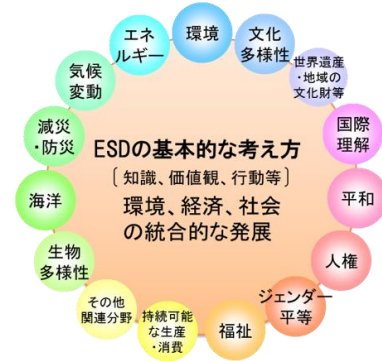 環境
文化
多様性
世界遺産
・地域の
文化財等
国際
理解
平和
人権
ジェンダー
平等
福祉
持続可能
な生産
・消費
その他
関連分野
生物
多様性
海洋
減災
・防災
気候
変動
エネ
ルギー
ESDの基本的な考え方
[知識、価値観、行動等]
環境、経済、社会
の統合的な発展